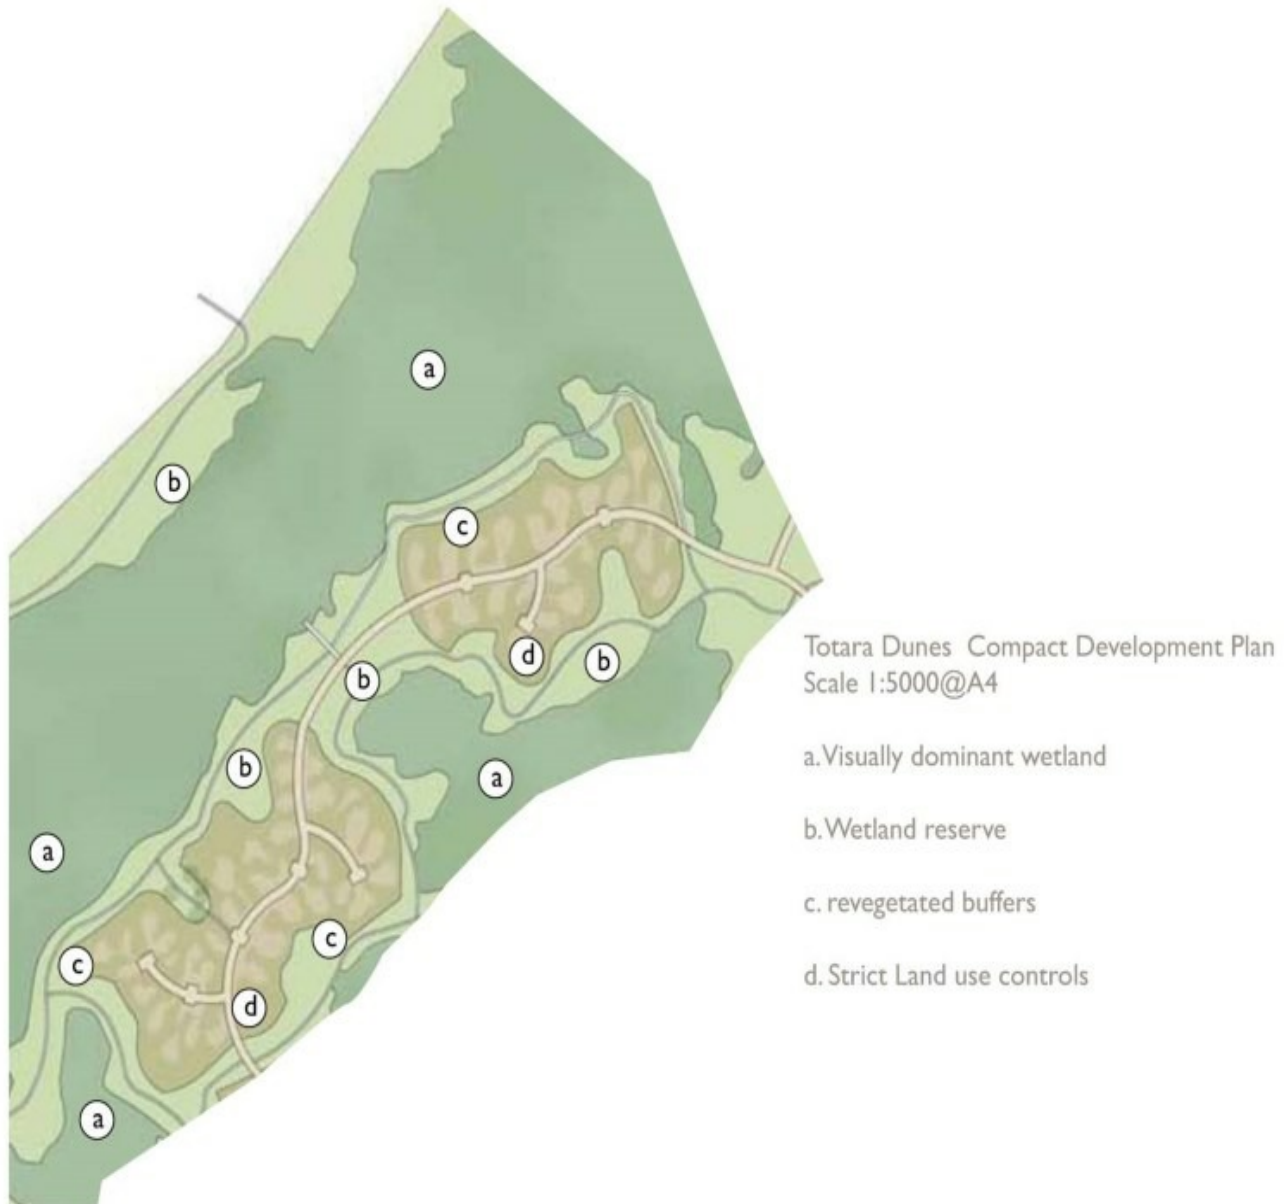 a
b
c
d
b
b
b
a
a
c
c
d
a
Totara Dunes Compact Development Plan
Scale 1:5000@A4
a. Visually dominant wetland
b. Wetland reserve
c. revegetated buffers
d. Strict Land use controls